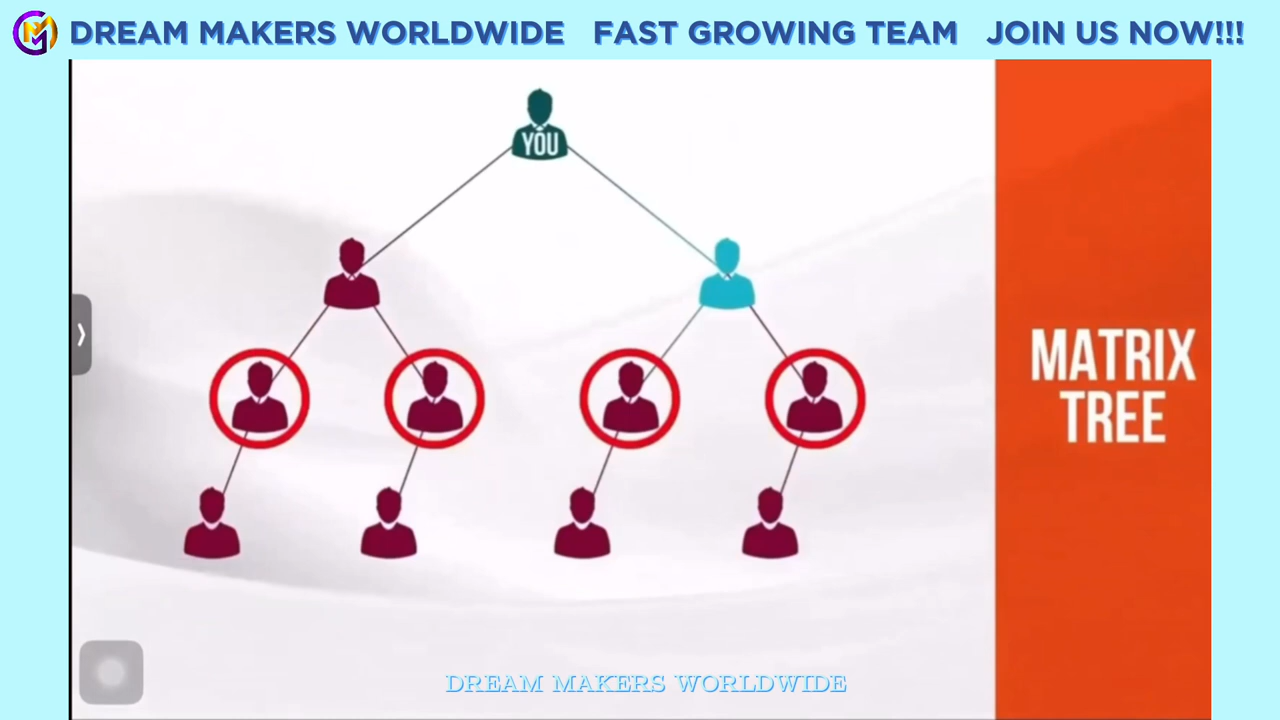 DREAM MAKERS WORLDWIDE FAST GROWING TEAM JOIN US NOW!!!
YOU
MATRIX
TREE
DREAM MAKERS WORLDWIDE